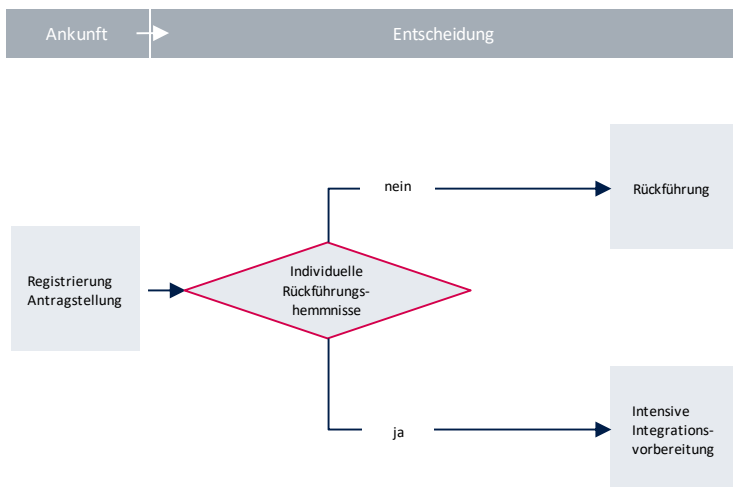 Ankunft
Entscheidung
nein
Rückführung
Registrierung
Antragstellung
Individuelle
Rückführungs-
hemmnisse
ja
Intensive
Integrations-
vorbereitung